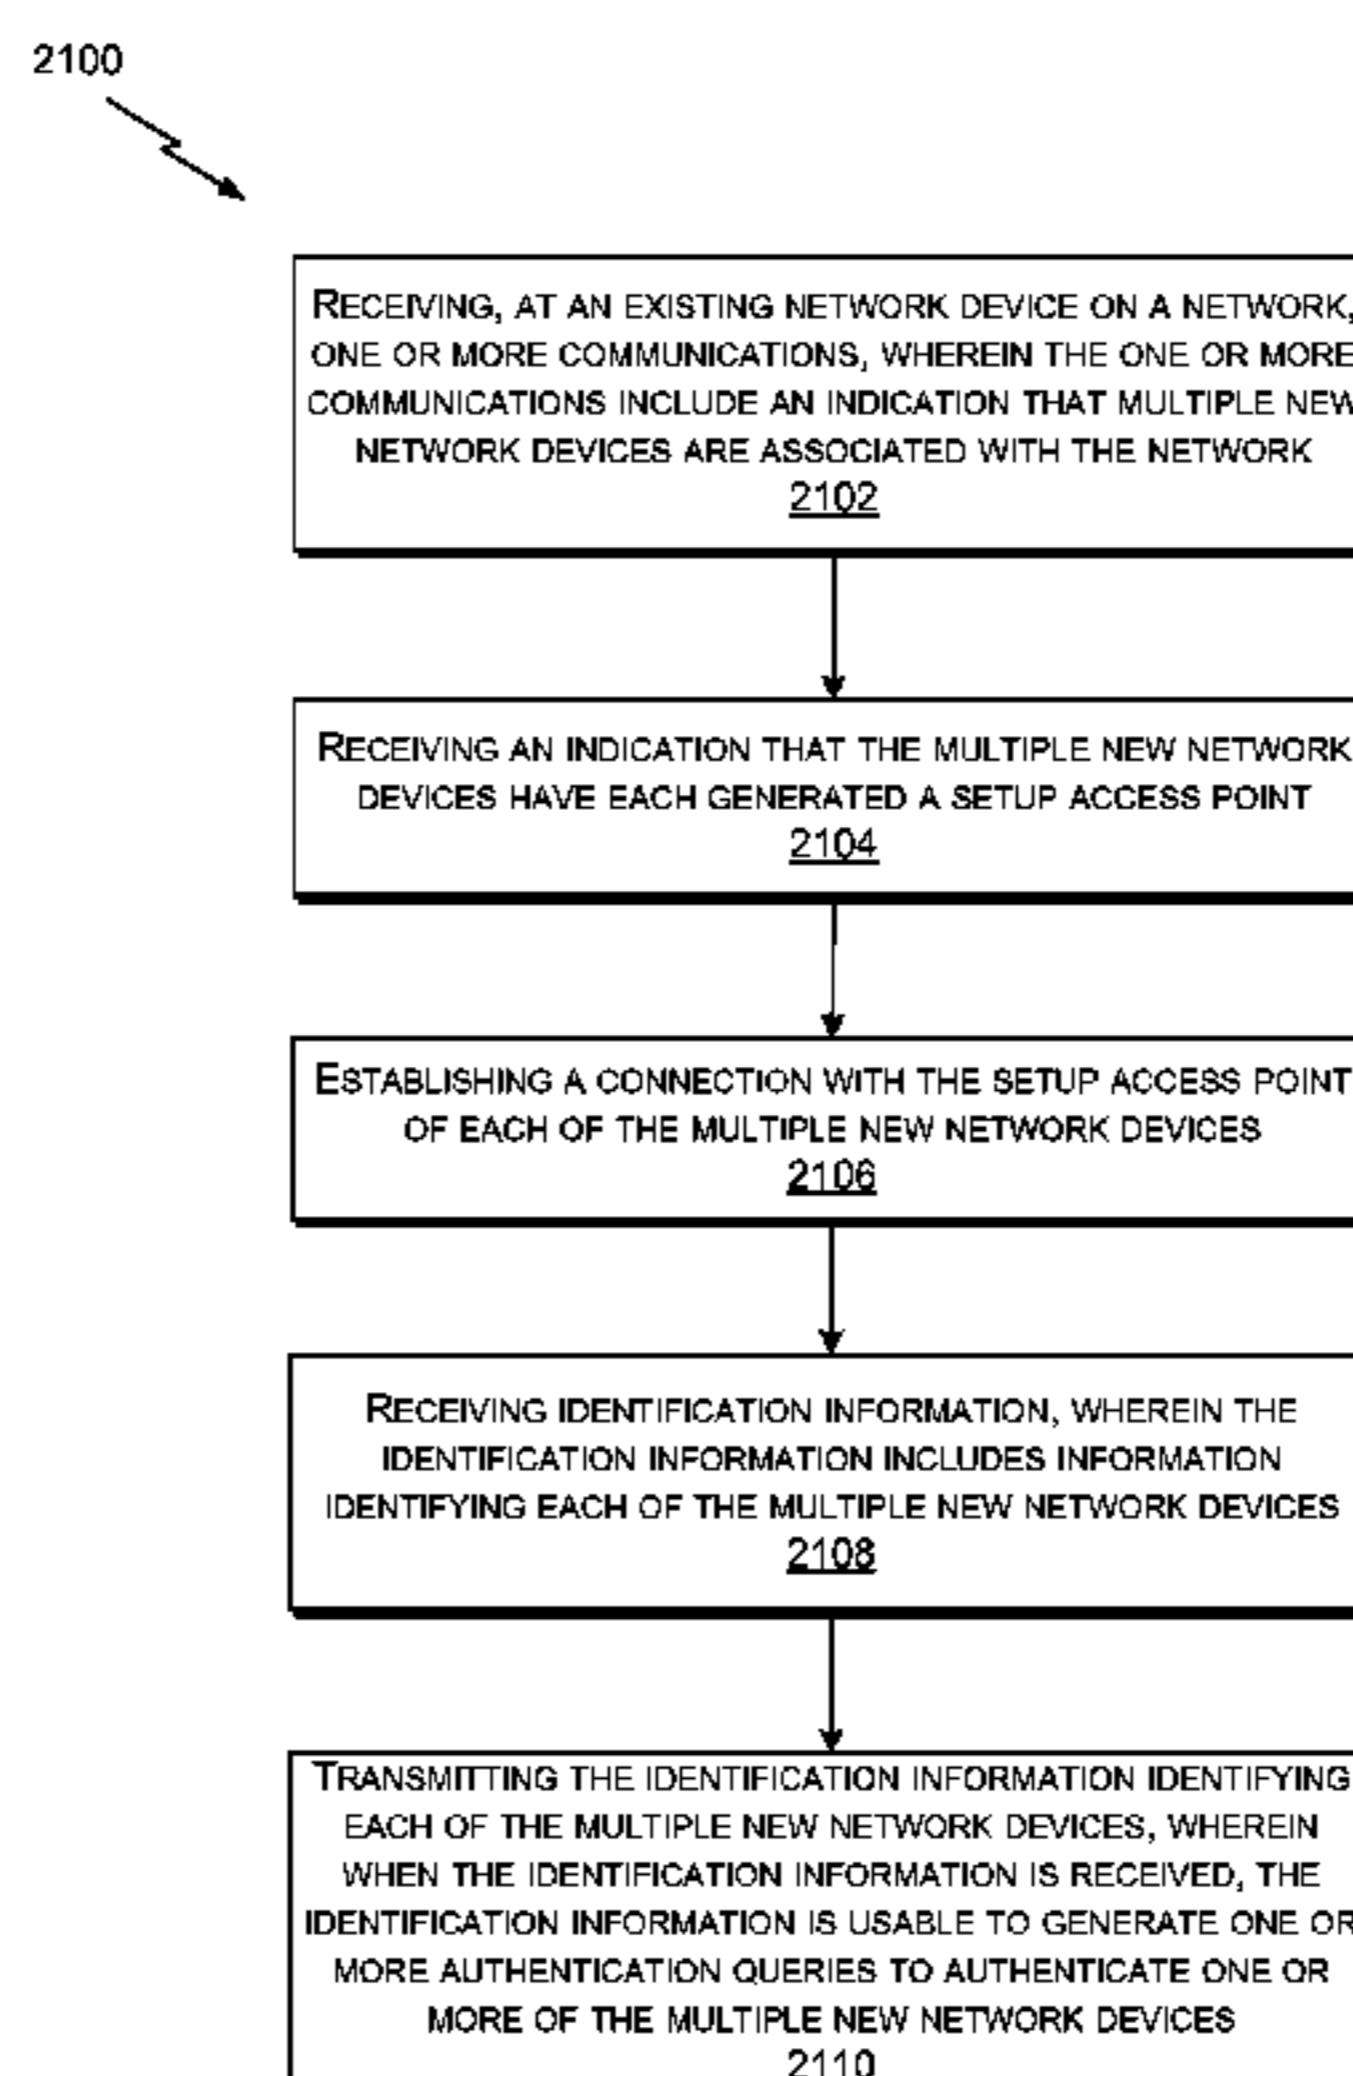 2100
RECEIVING, AT AN EXISTING NETWORK DEVICE ON A NETWORK,
ONE OR MORE COMMUNICATIONS, WHEREIN THE ONE OR MORE
COMMUNICATIONS INCLUDE AN INDICATION THAT MULTIPLE NEW
NETWORK DEVICES ARE ASSOCIATED WITH THE NETWORK
2102
RECEIVING AN INDICATION THAT THE MULTIPLE NEW NETWORK
DEVICES HAVE EACH GENERATED A SETUP ACCESS POINT
2104
ESTABLISHING A CONNECTION WITH THE SETUP ACCESS POINT
OF EACH OF THE MULTIPLE NEW NETWORK DEVICES
2106
RECEIVING IDENTIFICATION INFORMATION, WHEREIN THE
IDENTIFICATION INFORMATION INCLUDES INFORMATION
IDENTIFYING EACH OF THE MULTIPLE NEW NETWORK DEVICES
2108
TRANSMITTING THE IDENTIFICATION INFORMATION IDENTIFYING
EACH OF THE MULTIPLE NEW NETWORK DEVICES, WHEREIN
WHEN THE IDENTIFICATION INFORMATION IS RECEIVED, THE
IDENTIFICATION INFORMATION IS USABLE TO GENERATE ONE OR
MORE AUTHENTICATION QUERIES TO AUTHENTICATE ONE OR
MORE OF THE MULTIPLE NEW NETWORK DEVICES
2110